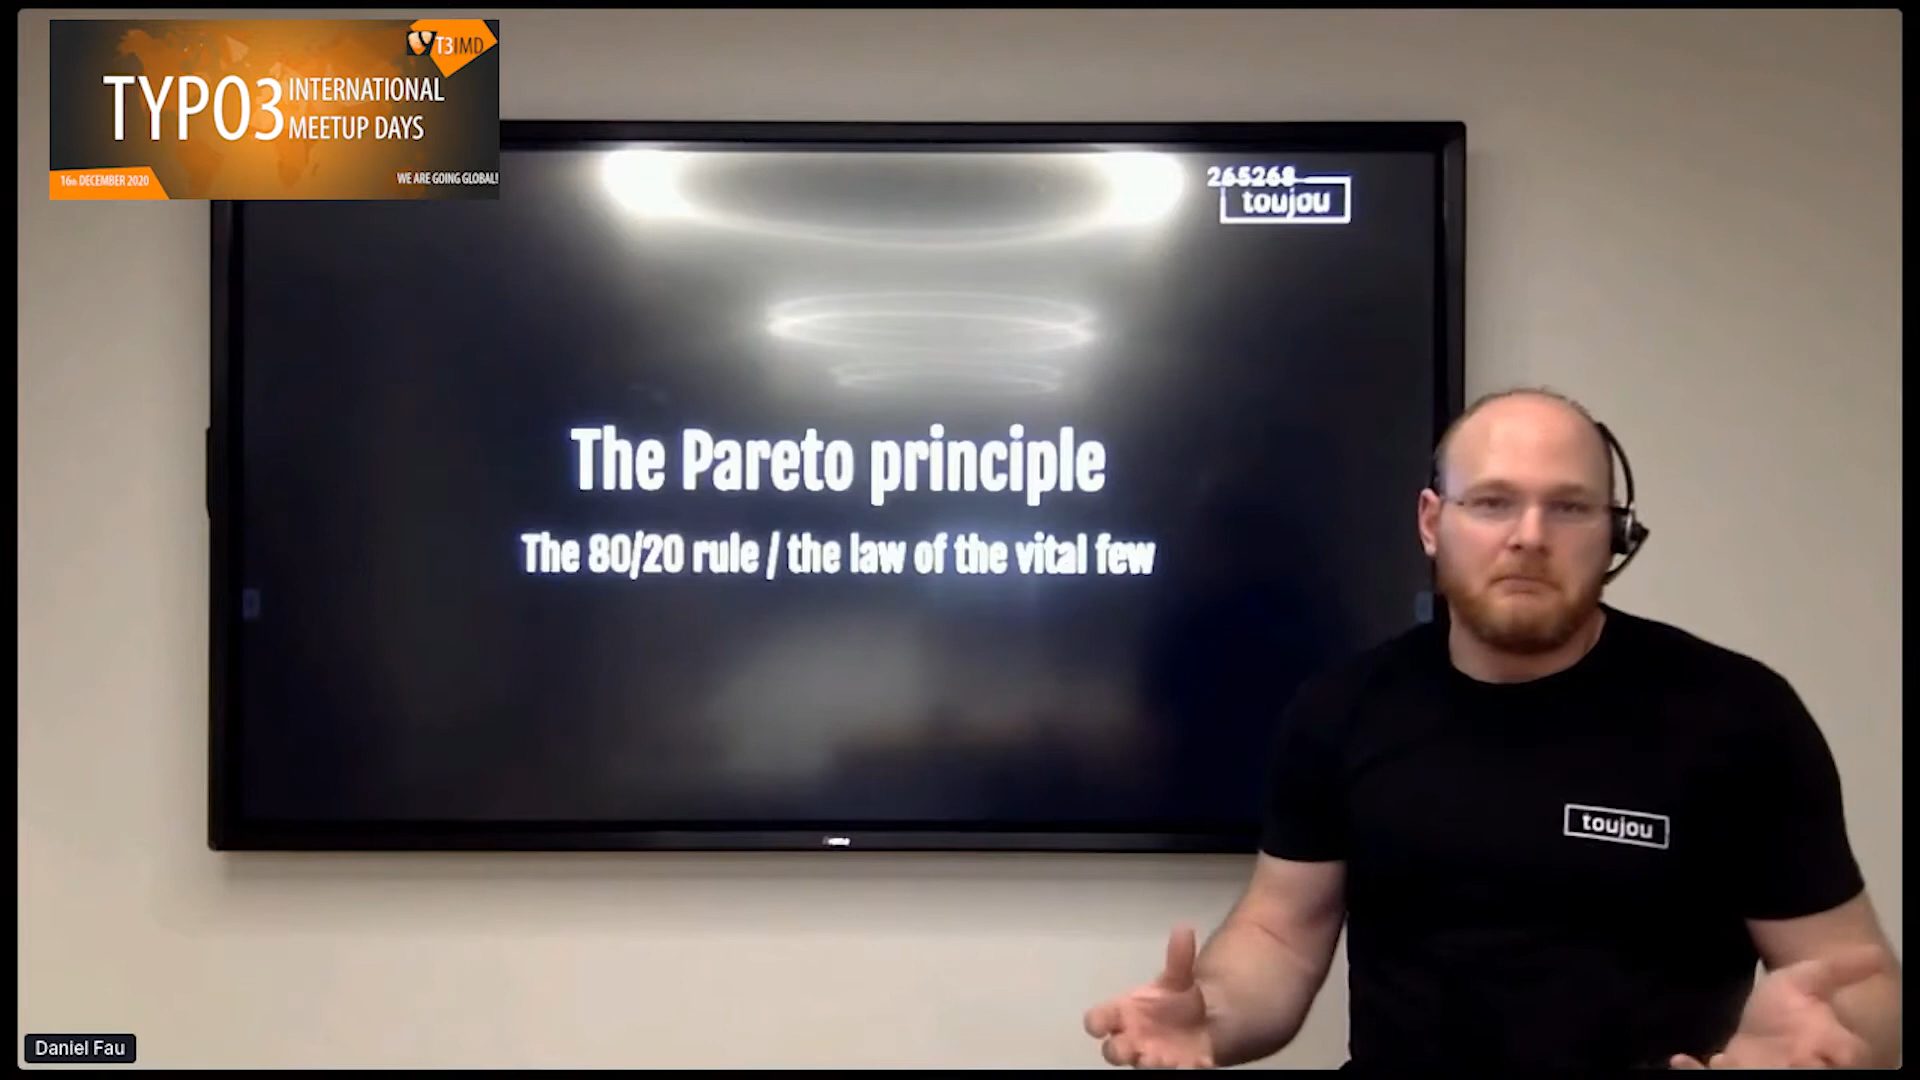 T3IMD
TYPO3 INTERNATIONAL
MEETUP DAYS
16th DECEMBER 2020
WE ARE GOING GLOBAL!
265268
toujou
The Pareto principle
The 80/20 rule / the law of the vital few
toujou
Daniel Fau